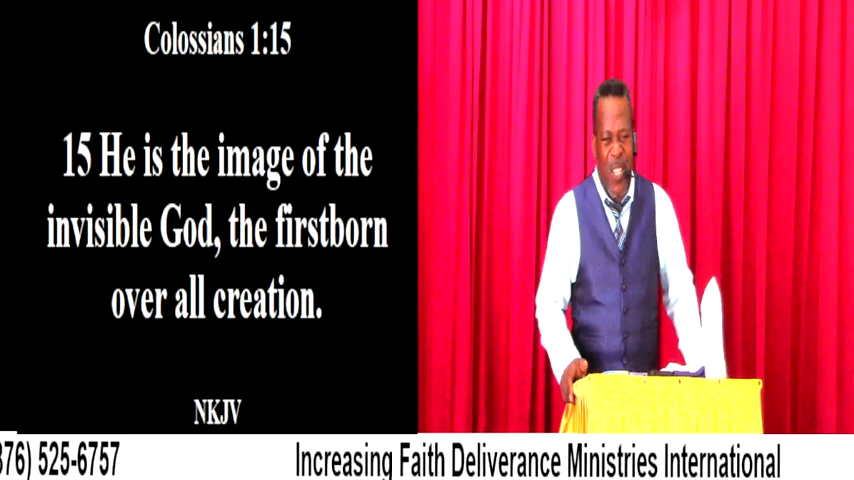 Colossians 1:15
15 He is the image of the
invisible God, the firstborn
over all creation.
NKJV
876) 525-6757 Increasing Faith Deliverance Ministries International